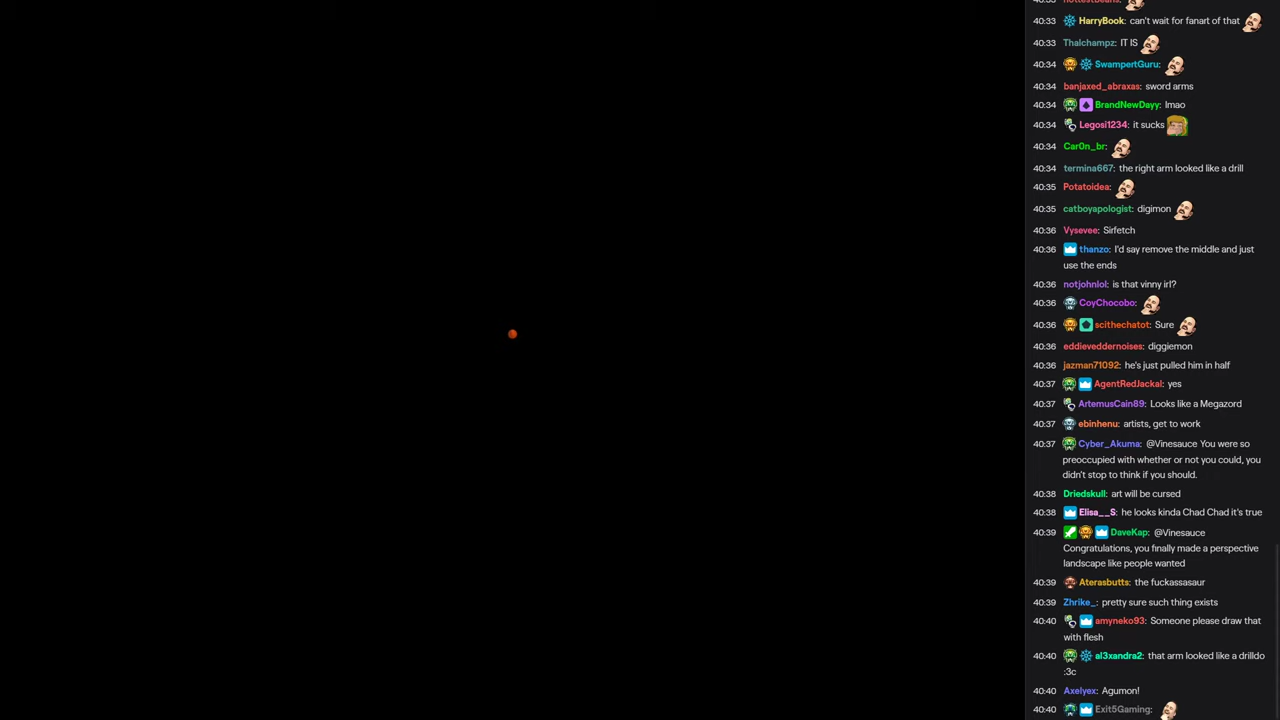 40:33 hottestbeans:
40:33 HarryBook: can't wait for fanart of that
40:33 Thalchampz: IT IS
40:34 SwampertGuru:
40:34 banjaxed_abraxas: sword arms
40:34 BrandNewDayy: lmao
40:34 Legosi1234: it sucks
40:34 Car0n_br:
40:34 termina667: the right arm looked like a drill
40:35 Potatoidea:
40:35 catboyapologist: digimon
40:36 Vysevee: Sirfetch
40:36 thanzo: I'd say remove the middle and just
use the ends
40:36 notjohnlol: is that vinny irl?
40:36 CoyChocobo:
40:36 scithechatot: Sure
40:36 eddieveddernoises: diggiemon
40:36 jazman71092: he's just pulled him in half
40:37 AgentRedJackal: yes
40:37 ArtemusCain89: Looks like a Megazord
40:37 ebinhenu: artists, get to work
40:37 Cyber_Akuma: @Vinesauce You were so
preoccupied with whether or not you could, you
didn't stop to think if you should.
40:38 Driedskull: art will be cursed
40:38 Elisa__S: he looks kinda Chad Chad it's true
40:39 DaveKap: @Vinesauce
Congratulations, you finally made a perspective
landscape like people wanted
40:39 Aterasbutts: the fuckassasaur
40:39 Zhrike_: pretty sure such thing exists
40:40 amyneko93: Someone please draw that
with flesh
40:40 al3xandra2: that arm looked like a drilldo
:3c
40:40 Axelyex: Agumon!
40:40 Exit5Gaming: